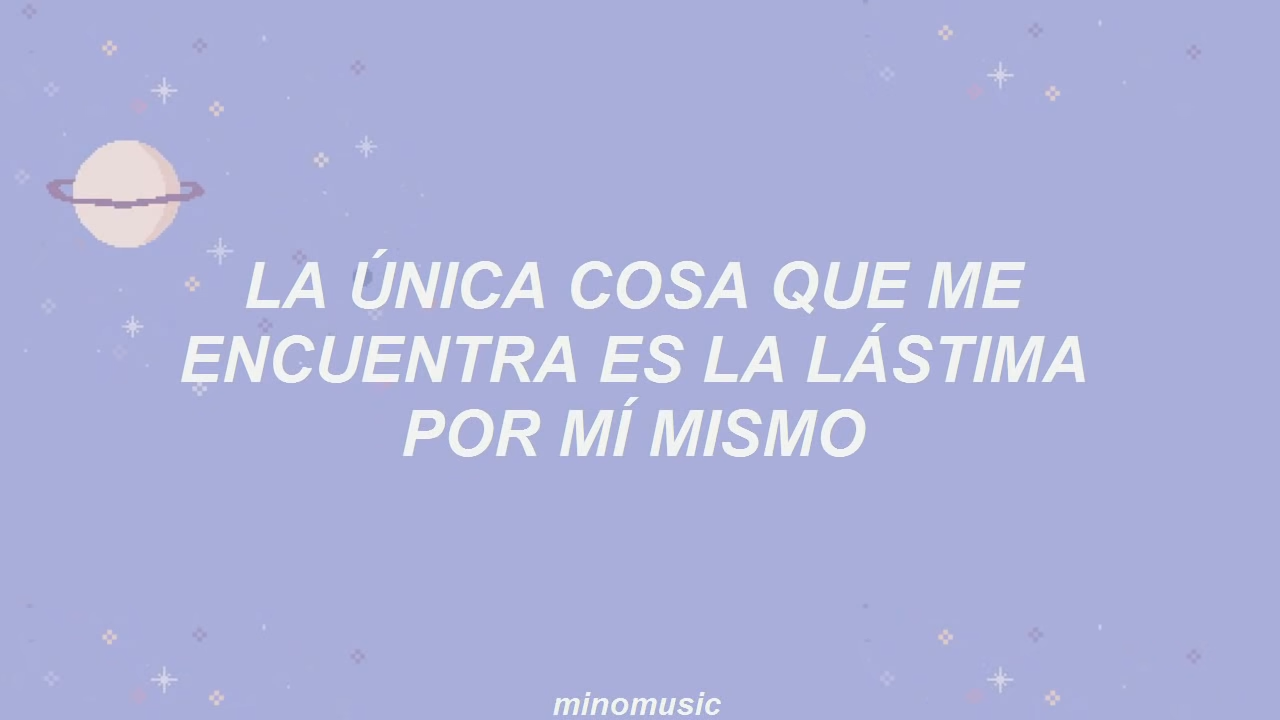 LA ÚNICA COSA QUE ME
ENCUENTRA ES LA LÁSTIMA
POR MÍ MISMO
minomusic